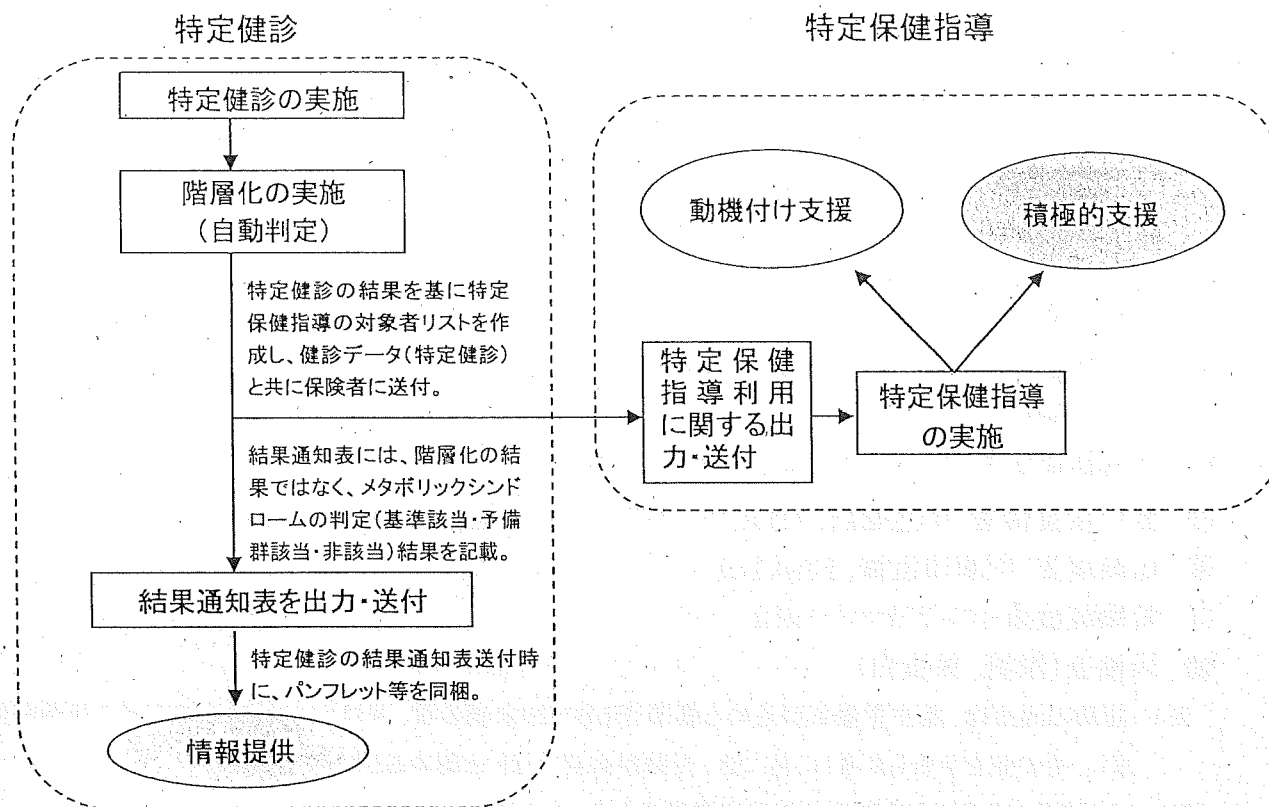 特定健診
特定健診の実施
階層化の実施
(自動判定)
特定健診の結果を基に特定
保健指導の対象者リストを作
成し、健診データ(特定健診)
と共に保険者に送付。
結果通知表には、階層化の結
果ではなく、メタボリックシンド
ロームの判定(基準該当・予備
群該当・非該当)結果を記載。
結果通知表を出力・送付
特定健診の結果通知表送付時
に、パンフレット等を同梱。
情報提供
特定保健指導
動機付け支援
積極的支援
特定保健
指導利用
に関する出
力・送付
特定保健指導
の実施